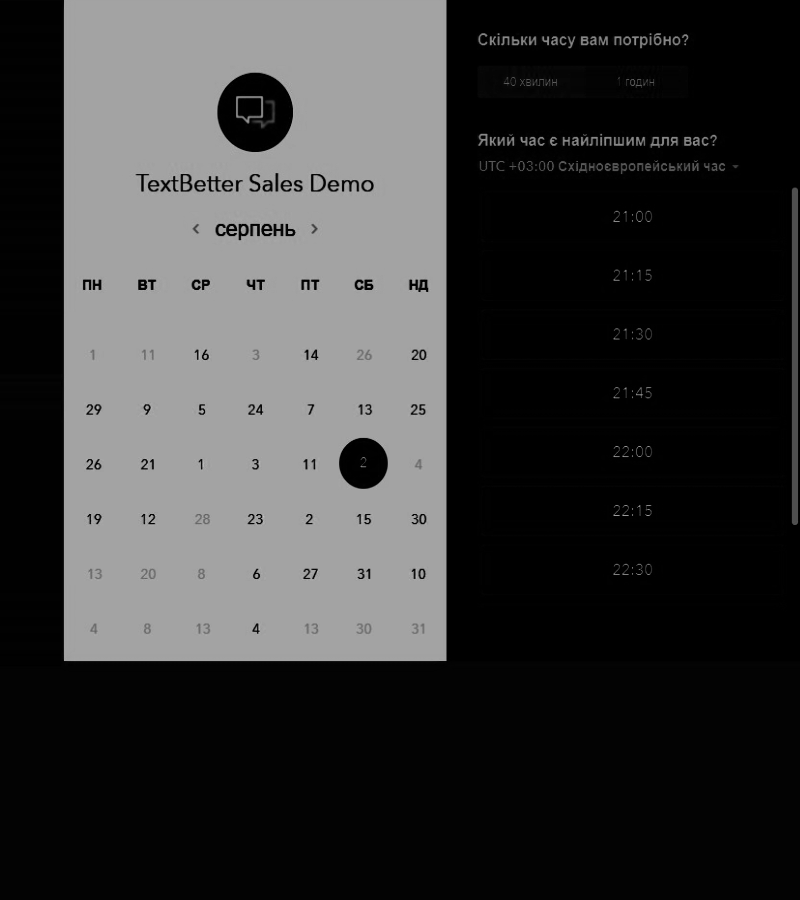 TextBetter Sales Demo
< серпень >
ПН ВТ СР ЧТ ПТ СБ НД
1 11 16 3 14 26 20
29 9 5 24 7 13 25
26 21 1 3 11 2 4
19 12 28 23 2 15 30
13 20 8 6 27 31 10
4 8 13 4 13 30 31
Скільки часу вам потрібно?
40 хвилин 1 годин
Який час є найліпшим для вас?
UTC +03:00 Східноєвропейський час
21:00
21:15
21:30
21:45
22:00
22:15
22:30